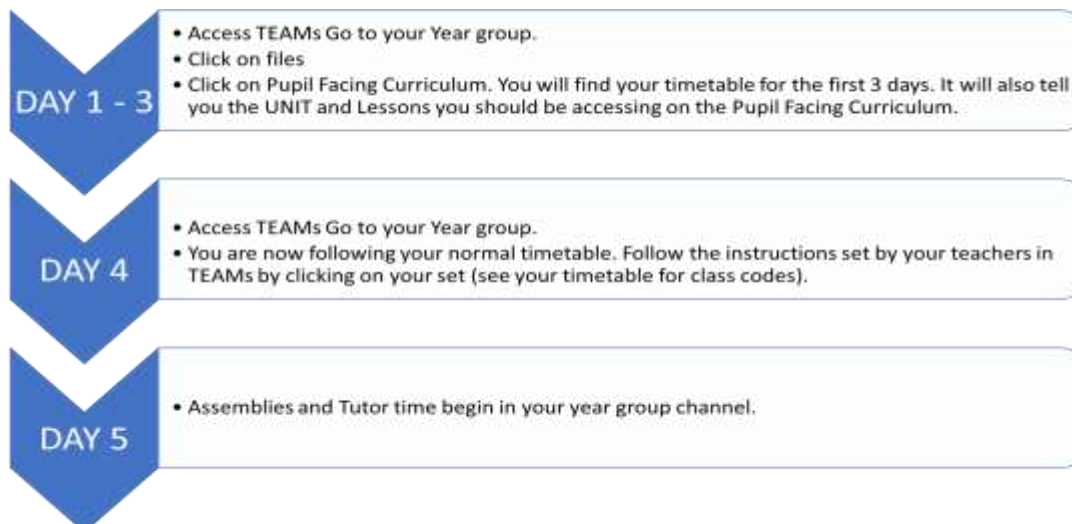 DAY 1 - 3
• Access TEAMs Go to your Year group.
• Click on files
• Click on Pupil Facing Curriculum. You will find your timetable for the first 3 days. It will also tell
you the UNIT and Lessons you should be accessing on the Pupil Facing Curriculum.
DAY 4
• Access TEAMs Go to your Year group.
• You are now following your normal timetable. Follow the instructions set by your teachers in
TEAMs by clicking on your set (see your timetable for class codes).
DAY 5
• Assemblies and Tutor time begin in your year group channel.